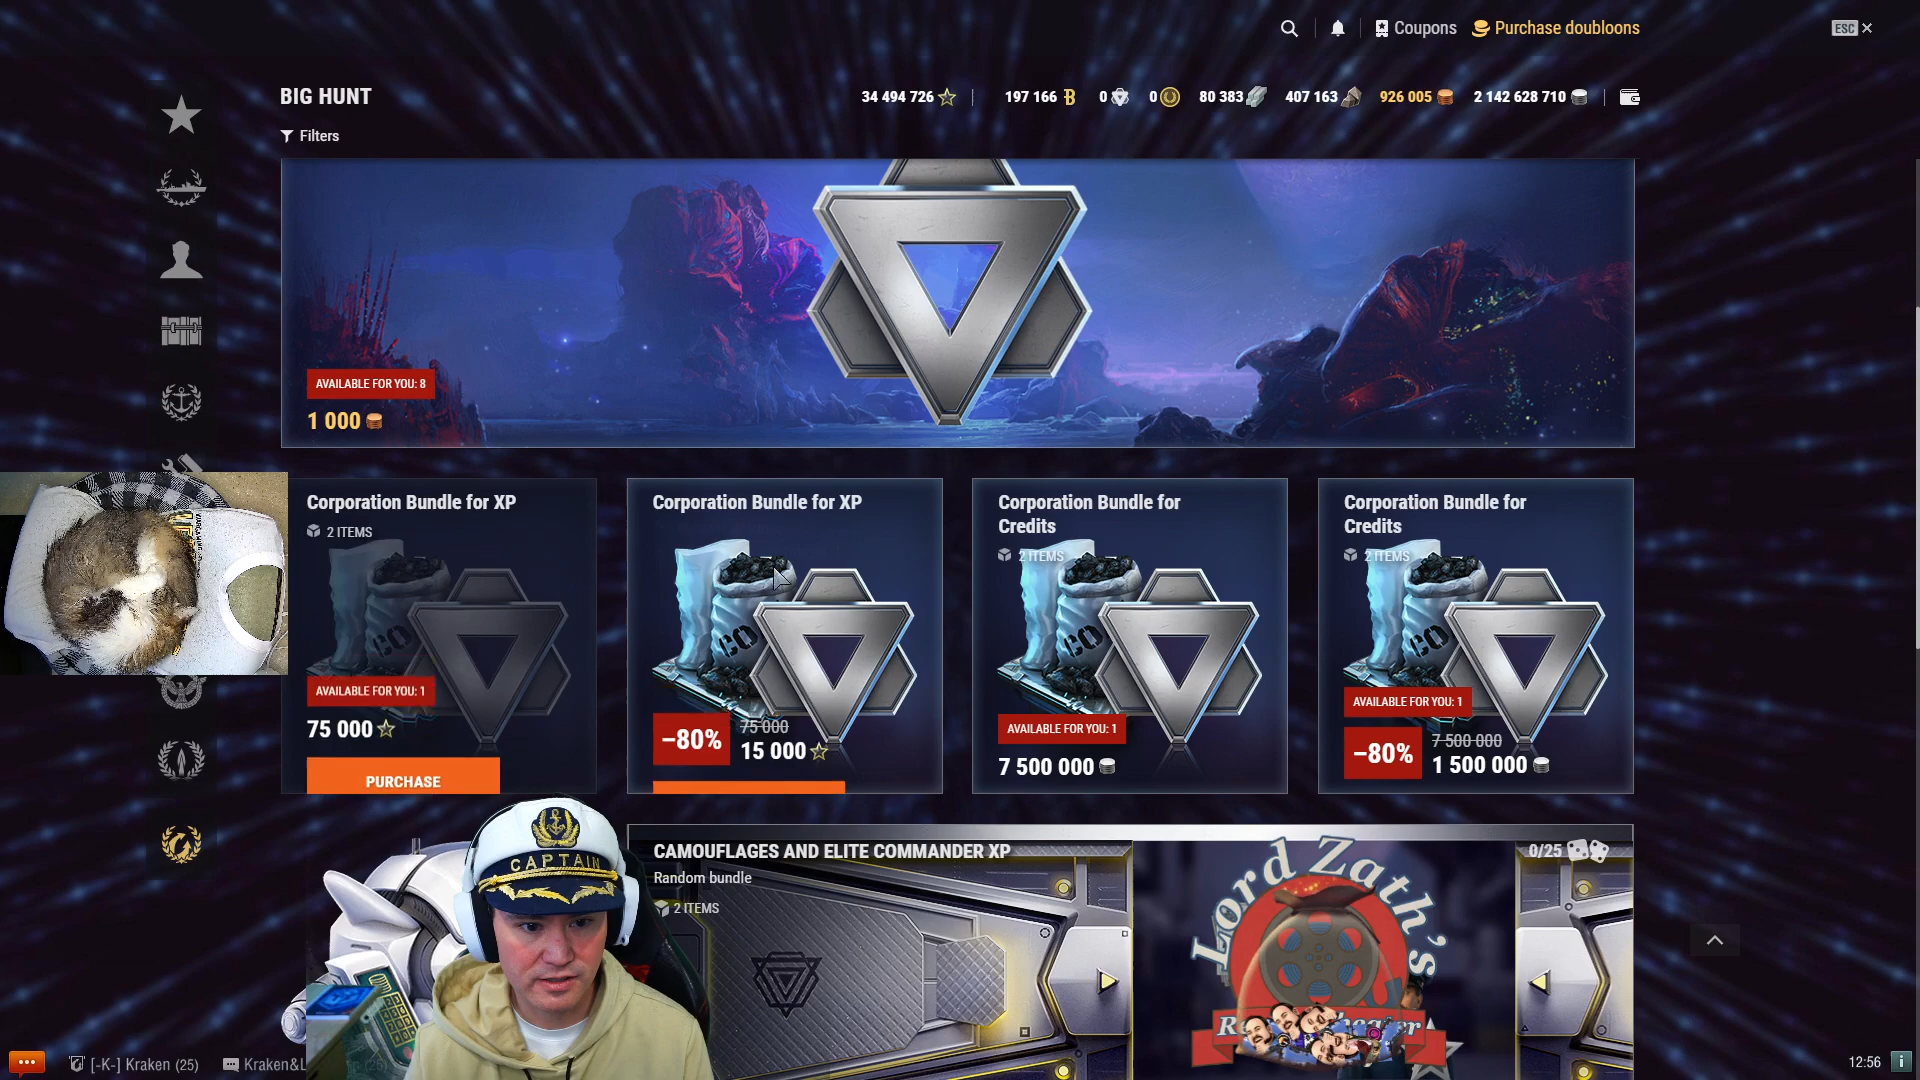 Coupons
Purchase doubloons
ESC
BIG HUNT
34 494 726
197 166
0
0
80 383
407 163
926 005
2 142 628 710
Filters
AVAILABLE FOR YOU: 8
1 000
Corporation Bundle for XP
2 ITEMS
AVAILABLE FOR YOU: 1
75 000
PURCHASE
Corporation Bundle for XP
-80%
75 000
15 000
Corporation Bundle for
Credits
2 ITEMS
AVAILABLE FOR YOU: 1
7 500 000
Corporation Bundle for
Credits
2 ITEMS
AVAILABLE FOR YOU: 1
-80%
7 500 000
1 500 000
CAPTAIN
CAMOUFLAGES AND ELITE COMMANDER XP
Random bundle
2 ITEMS
0/25
Lord Zath's
[-K-] Kraken (25)
Kraken&L
12:56